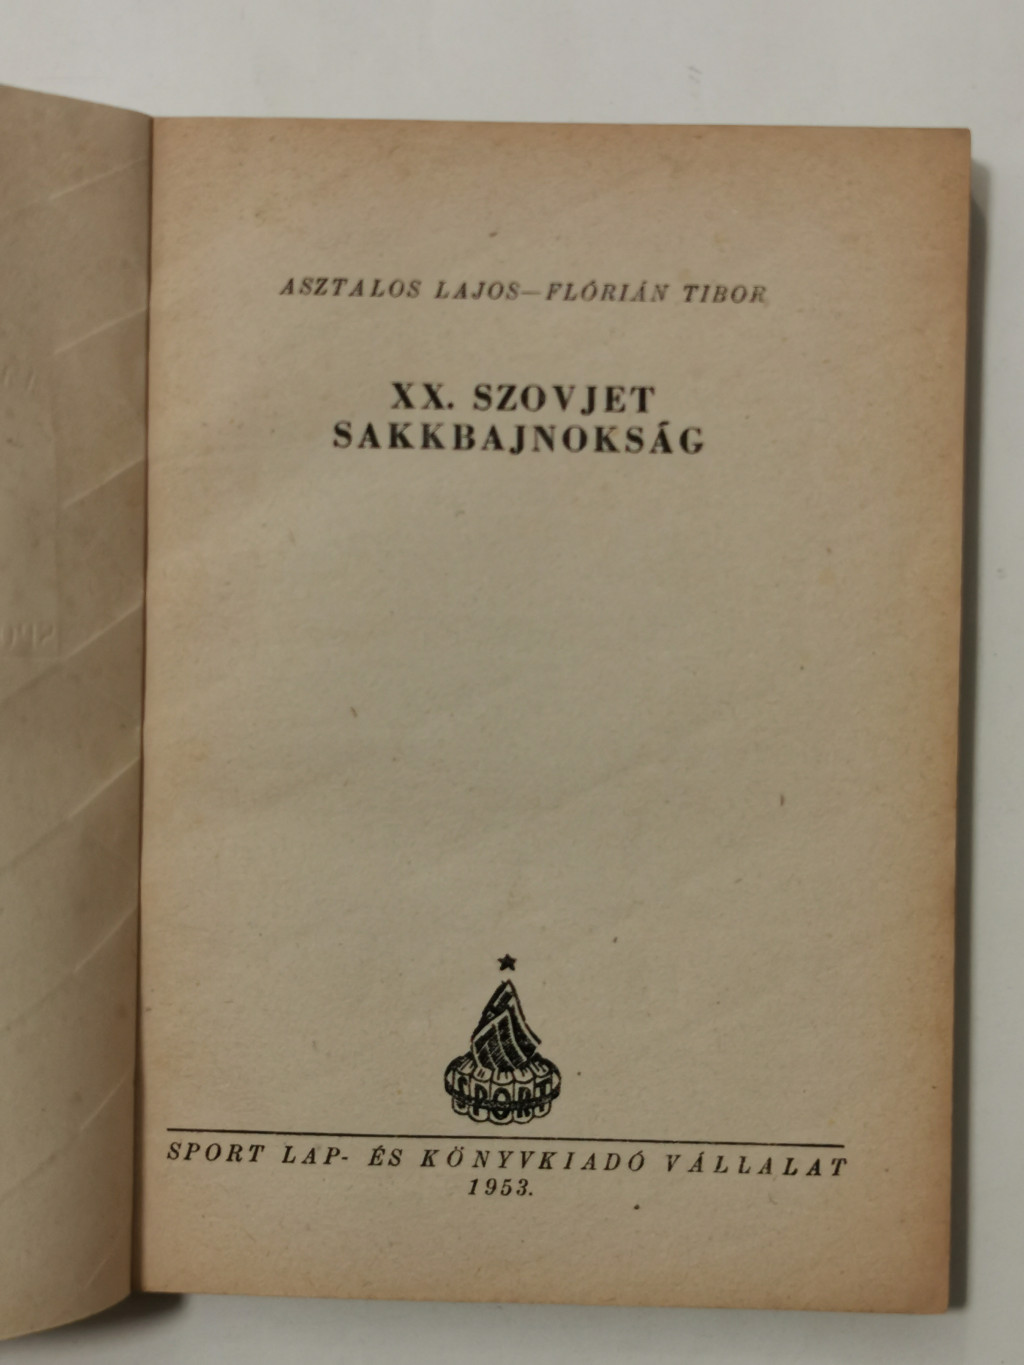 ASZTALOS LAJOS—FLÓRIÁN TIBOR
XX. SZOVJET
SAKKBAJNOKSÁG
SPORT
SPORT LAP- ÉS KÖNYVKIADÓ VÁLLALAT
1953.